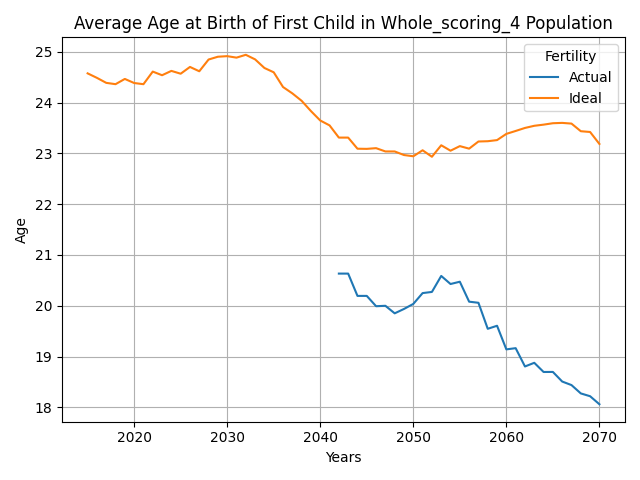 Average Age at Birth of First Child in Whole_scoring_4 Population
Fertility
Actual
Ideal
Age
25
24
23
22
21
20
19
18
2020 2030 2040 2050 2060 2070
Years